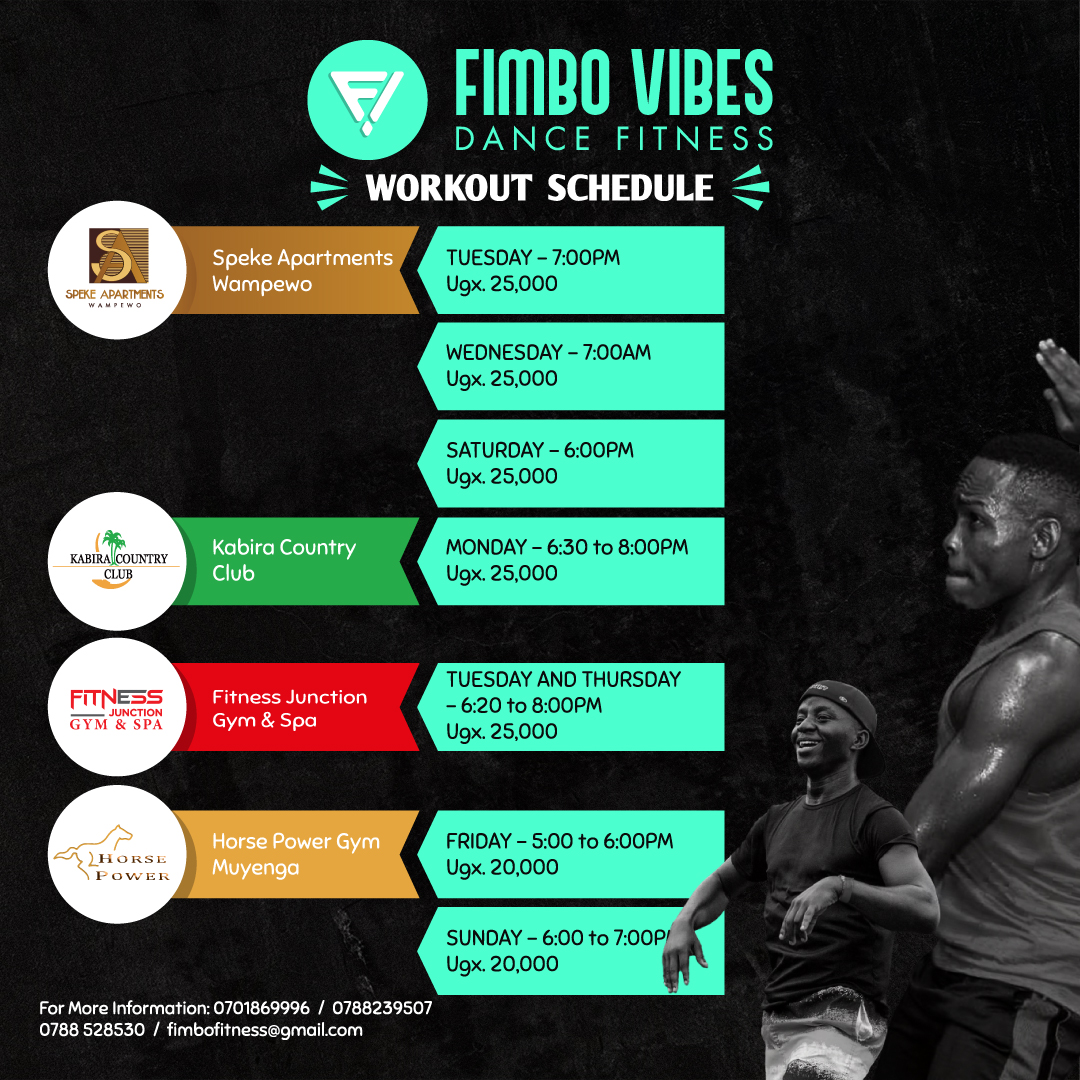 FIMBO VIBES
DANCE FITNESS
WORKOUT SCHEDULE
SPEKE APARTMENTS
WAMPEWO
Speke Apartments
Wampewo
TUESDAY – 7:00PM
Ugx. 25,000
WEDNESDAY – 7:00AM
Ugx. 25,000
SATURDAY – 6:00PM
Ugx. 25,000
KABIRA COUNTRY
CLUB
Kabira Country
Club
MONDAY – 6:30 to 8:00PM
Ugx. 25,000
FITNESS
JUNCTION
GYM & SPA
Fitness Junction
Gym & Spa
TUESDAY AND THURSDAY
– 6:20 to 8:00PM
Ugx. 25,000
HORSE
POWER
Horse Power Gym
Muyenga
FRIDAY – 5:00 to 6:00PM
Ugx. 20,000
SUNDAY – 6:00 to 7:00P
Ugx. 20,000
For More Information: 0701869996 / 0788239507
0788 528530 / fimbofitness@gmail.com